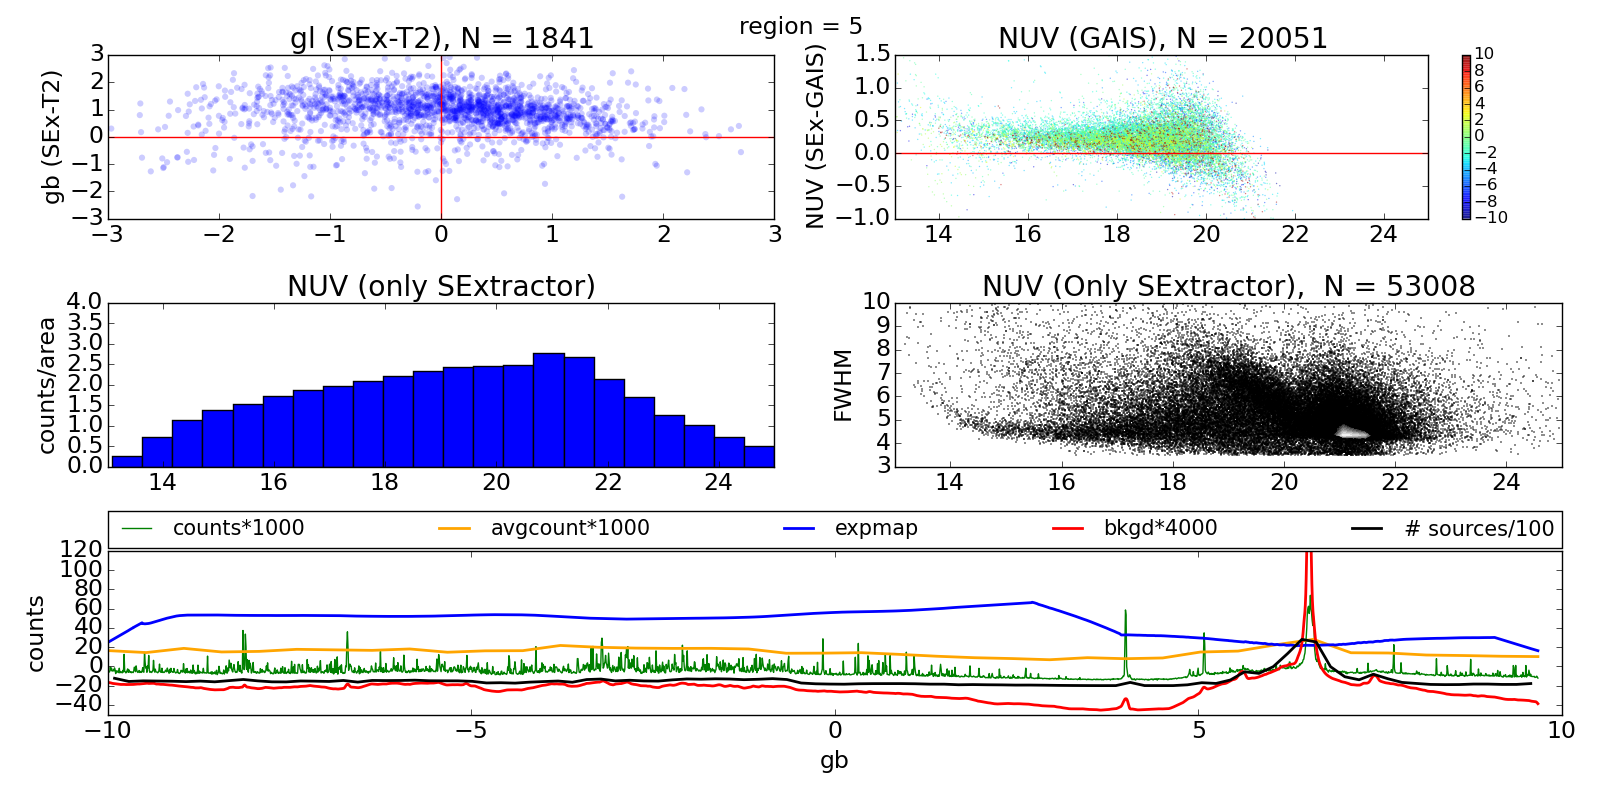 region = 5
gl (SEx-T2), N = 1841
gb (SEx-T2)
3
2
1
0
−1
−2
−3
−3 −2 −1 0 1 2 3
NUV (GAIS), N = 20051
NUV (SEx-GAIS)
1.5
1.0
0.5
0.0
−0.5
−1.0
14 16 18 20 22 24
10
8
6
4
2
0
−2
−4
−6
−8
−10
NUV (only SExtractor)
counts/area
4.0
3.5
3.0
2.5
2.0
1.5
1.0
0.5
0.0
14 16 18 20 22 24
NUV (Only SExtractor),  N = 53008
FWHM
10
9
8
7
6
5
4
3
14 16 18 20 22 24
counts*1000 avgcount*1000 expmap bkgd*4000 # sources/100
counts
120
100
80
60
40
20
0
−20
−40
−10 −5 0 5 10
gb